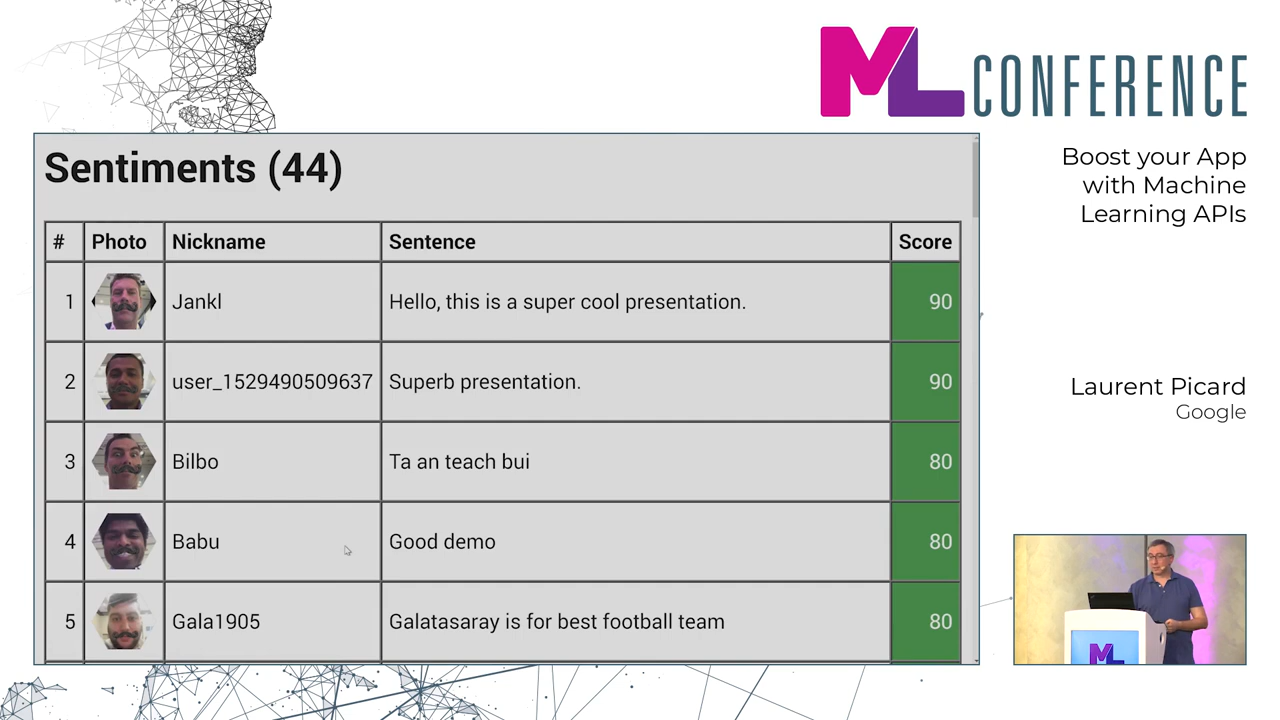 ML CONFERENCE
Boost your App
with Machine
Learning APIs
Laurent Picard
Google
Sentiments (44)
# Photo Nickname Sentence Score
1 Jankl Hello, this is a super cool presentation. 90
2 user_1529490509637 Superb presentation. 90
3 Bilbo Ta an teach bui 80
4 Babu Good demo 80
5 Gala1905 Galatasaray is for best football team 80
ML